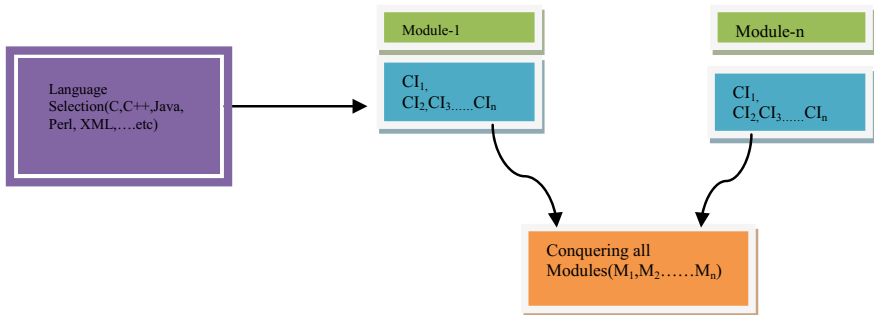 Module-1
Module-n
Language
Selection(C,C++,Java,
Perl, XML,….etc)
CI₁,
CI₂,CI₃......CIₙ
CI₁,
CI₂,CI₃......CIₙ
Conquering all
Modules(M₁,M₂……Mₙ)